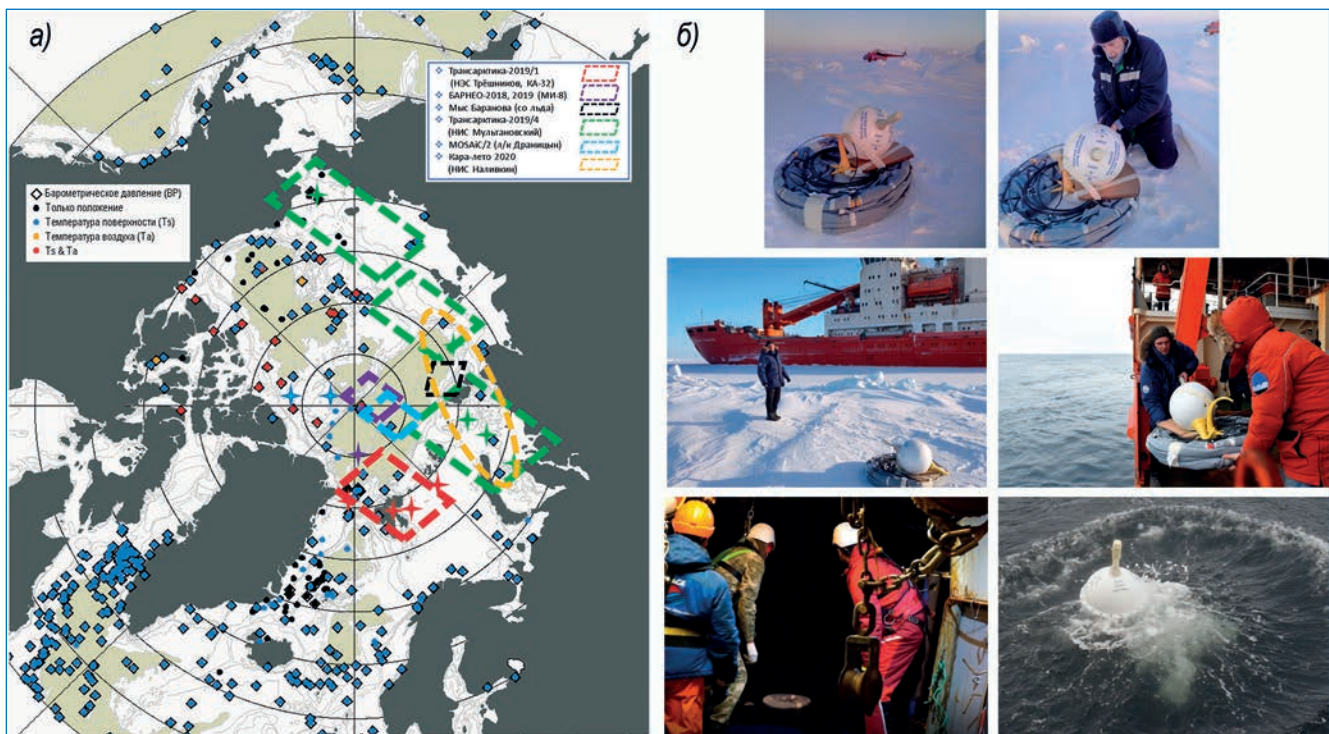 а)
Трансарктика-2019/1
(НЭС Трёшников, КА-32)
БАРНЕО-2018, 2019 (МИ-8)
Мыс Баранова (со льда)
Трансарктика-2019/4
(НИС Мультановский)
MOSAiC/2 (л/к Драницын)
Кара-лето 2020
(НИС Наливкин)
Барометрическое давление (BP)
Только положение
Температура поверхности (Ts)
Температура воздуха (Ta)
Ts & Ta
б)